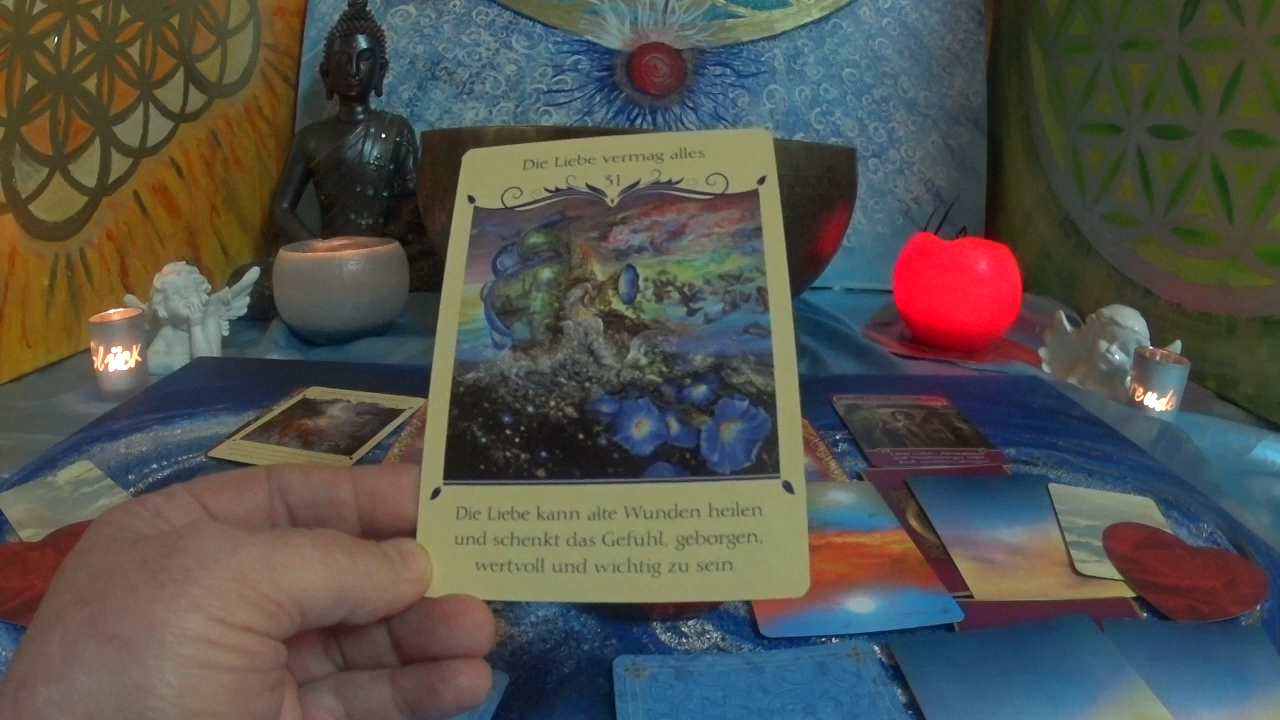 Die Liebe vermag alles
31
Die Liebe kann alte Wunden heilen
und schenkt das Gefühl, geborgen,
wertvoll und wichtig zu sein
Glück